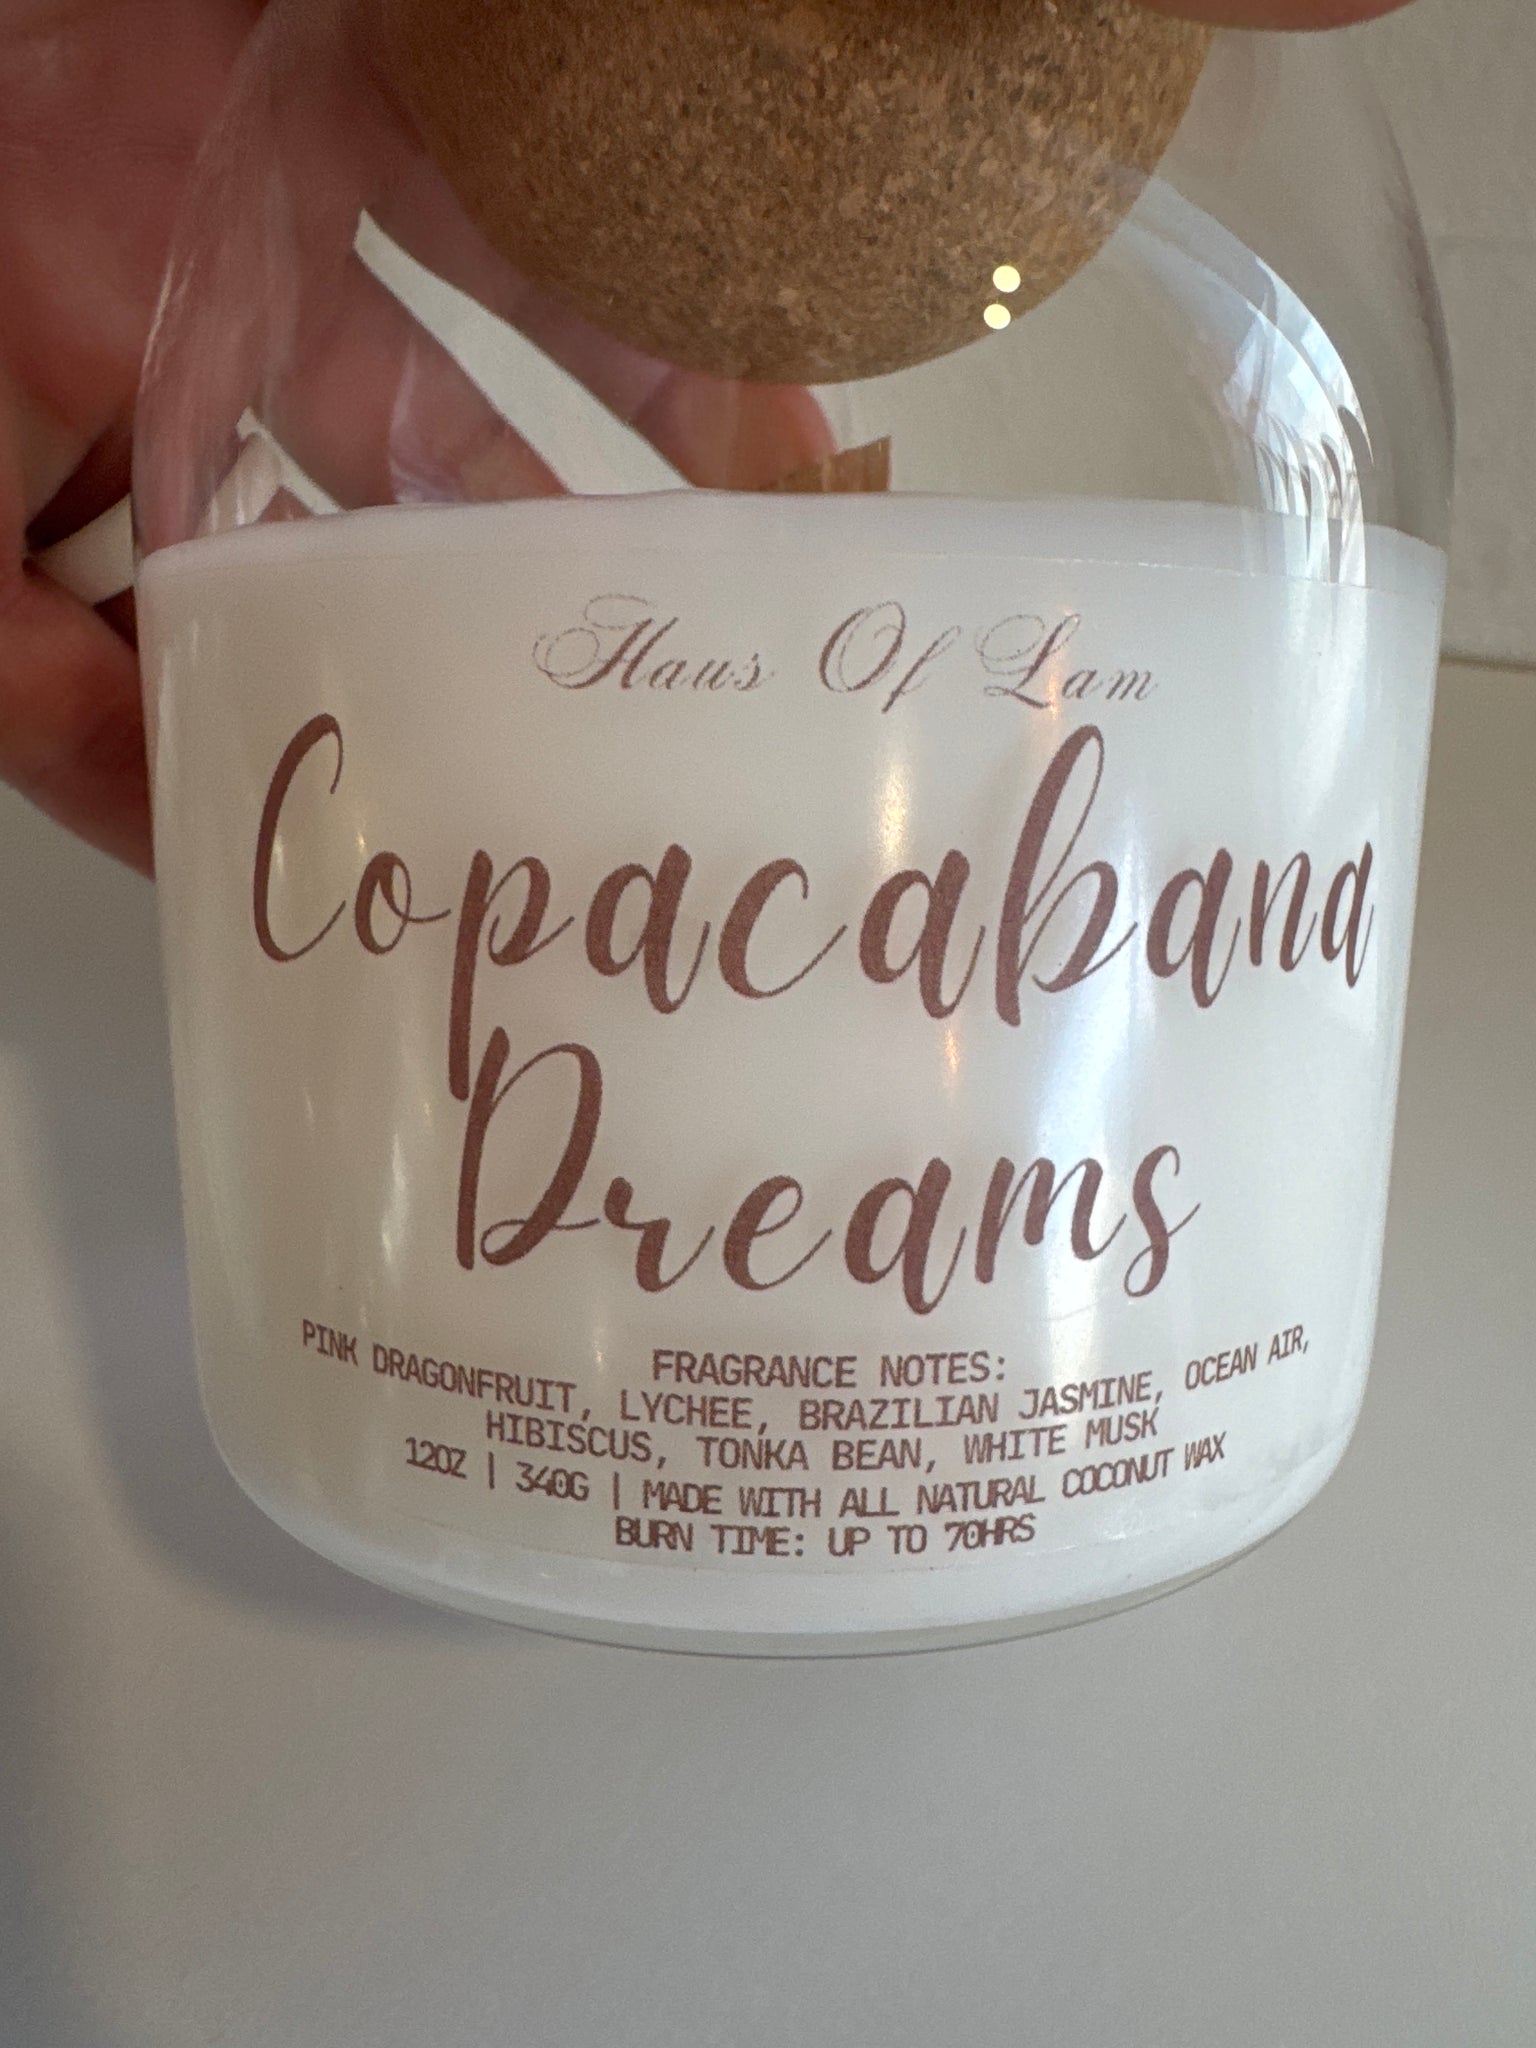 Haus Of Lam
Copacabana
Dreams
FRAGRANCE NOTES:
PINK DRAGONFRUIT, LYCHEE, BRAZILIAN JASMINE, OCEAN AIR,
HIBISCUS, TONKA BEAN, WHITE MUSK
12OZ | 340G | MADE WITH ALL NATURAL COCONUT WAX
BURN TIME: UP TO 70HRS